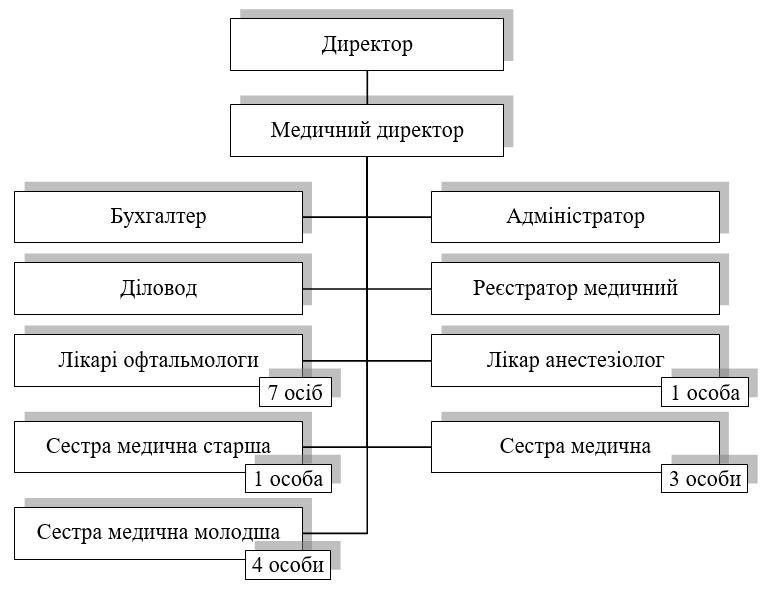 Директор
Медичний директор
Бухгалтер
Адміністратор
Діловод
Реєстратор медичний
Лікарі офтальмологи
7 осіб
Лікар анестезіолог
1 особа
Сестра медична старша
1 особа
Сестра медична
3 особи
Сестра медична молодша
4 особи